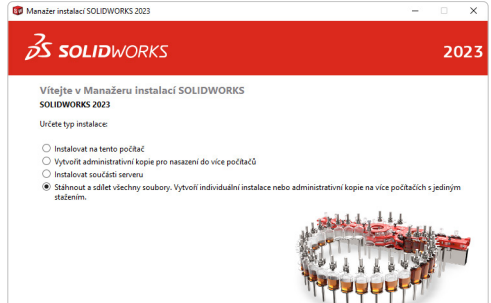 Manažer instalací SOLIDWORKS 2023
SOLIDWORKS
2023
Vítejte v Manažeru instalací SOLIDWORKS
SOLIDWORKS 2023
Určete typ instalace:
Instalovat na tento počítač
Vytvořit administrativní kopie pro nasazení do více počítačů
Instalovat součásti serveru
Stáhnout a sdílet všechny soubory. Vytvoří individuální instalace nebo administrativní kopie na více počítačích s jediným
stažením.